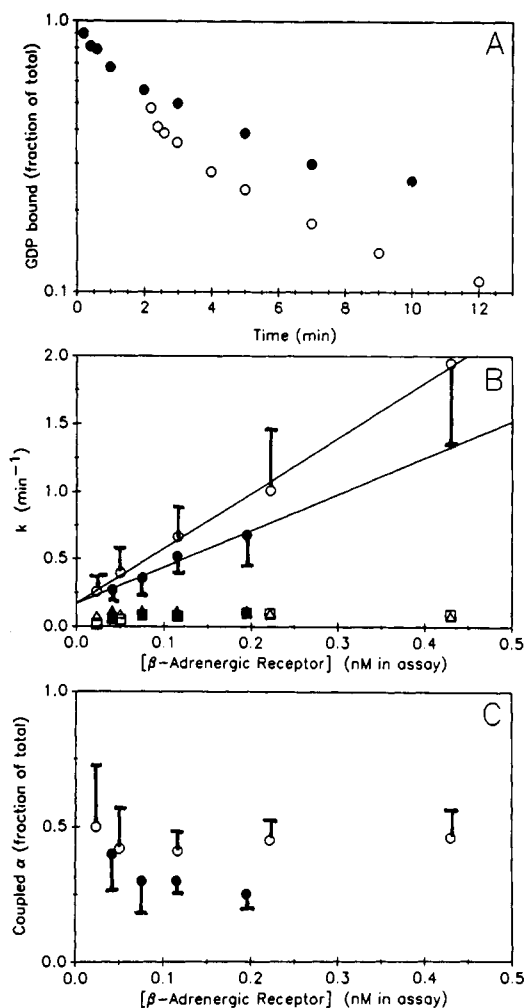 A
GDP bound (fraction of total)
1.0
0.1
0 2 4 6 8 10 12
Time (min)
B
k (min⁻¹)
2.0
1.5
1.0
0.5
0.0
0.0 0.1 0.2 0.3 0.4 0.5
[β-Adrenergic Receptor] (nM in assay)
C
Coupled α (fraction of total)
1.0
0.5
0.0
0.0 0.1 0.2 0.3 0.4 0.5
[β-Adrenergic Receptor] (nM in assay)